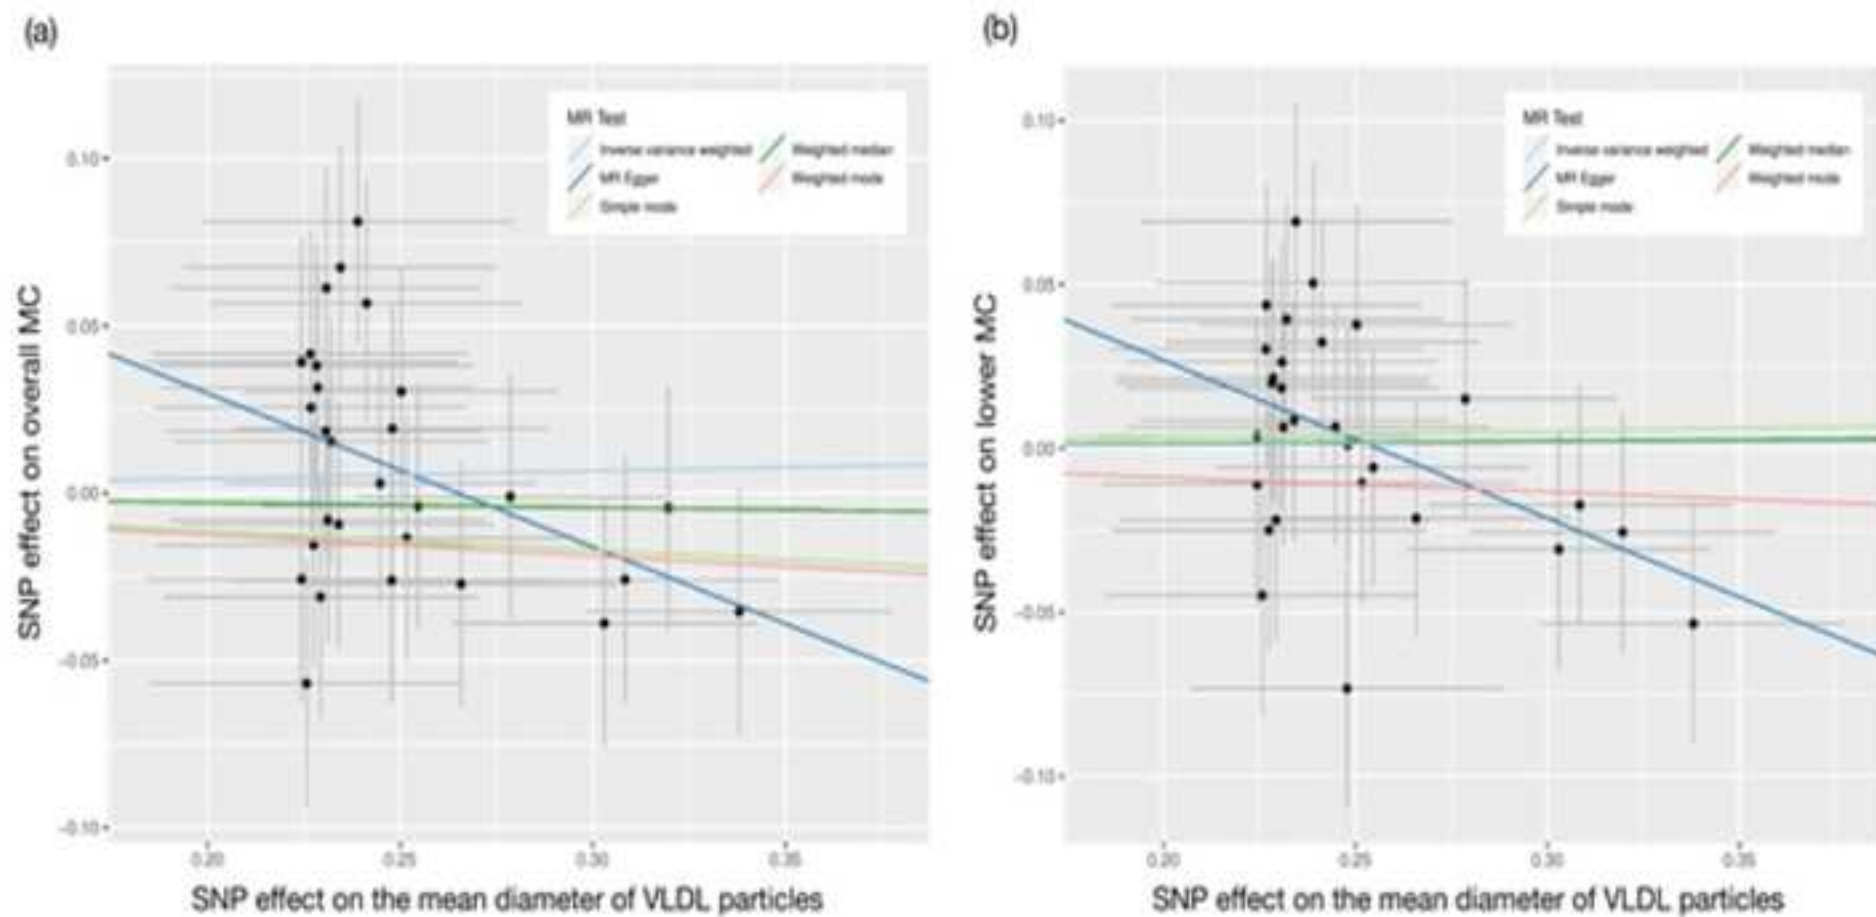 (a)
MR Test
Inverse variance weighted
Weighted median
MR Egger
Weighted mode
Simple mode
0.10
0.05
0.00
-0.05
-0.10
SNP effect on overall MC
0.20
0.25
0.30
0.35
SNP effect on the mean diameter of VLDL particles
(b)
MR Test
Inverse variance weighted
Weighted median
MR Egger
Weighted mode
Simple mode
0.10
0.05
0.00
-0.05
-0.10
SNP effect on lower MC
0.20
0.25
0.30
0.35
SNP effect on the mean diameter of VLDL particles